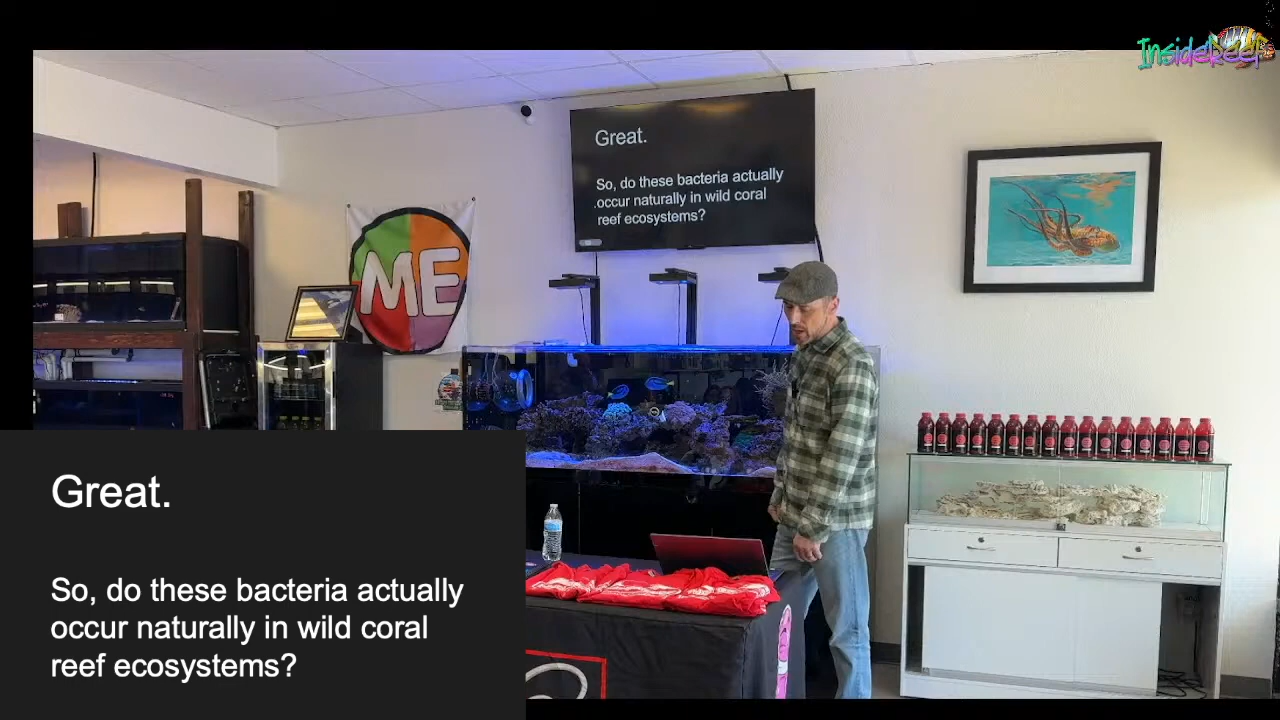 InsideReef
Great.
So, do these bacteria actually
occur naturally in wild coral
reef ecosystems?
ME
Great.
So, do these bacteria actually
occur naturally in wild coral
reef ecosystems?